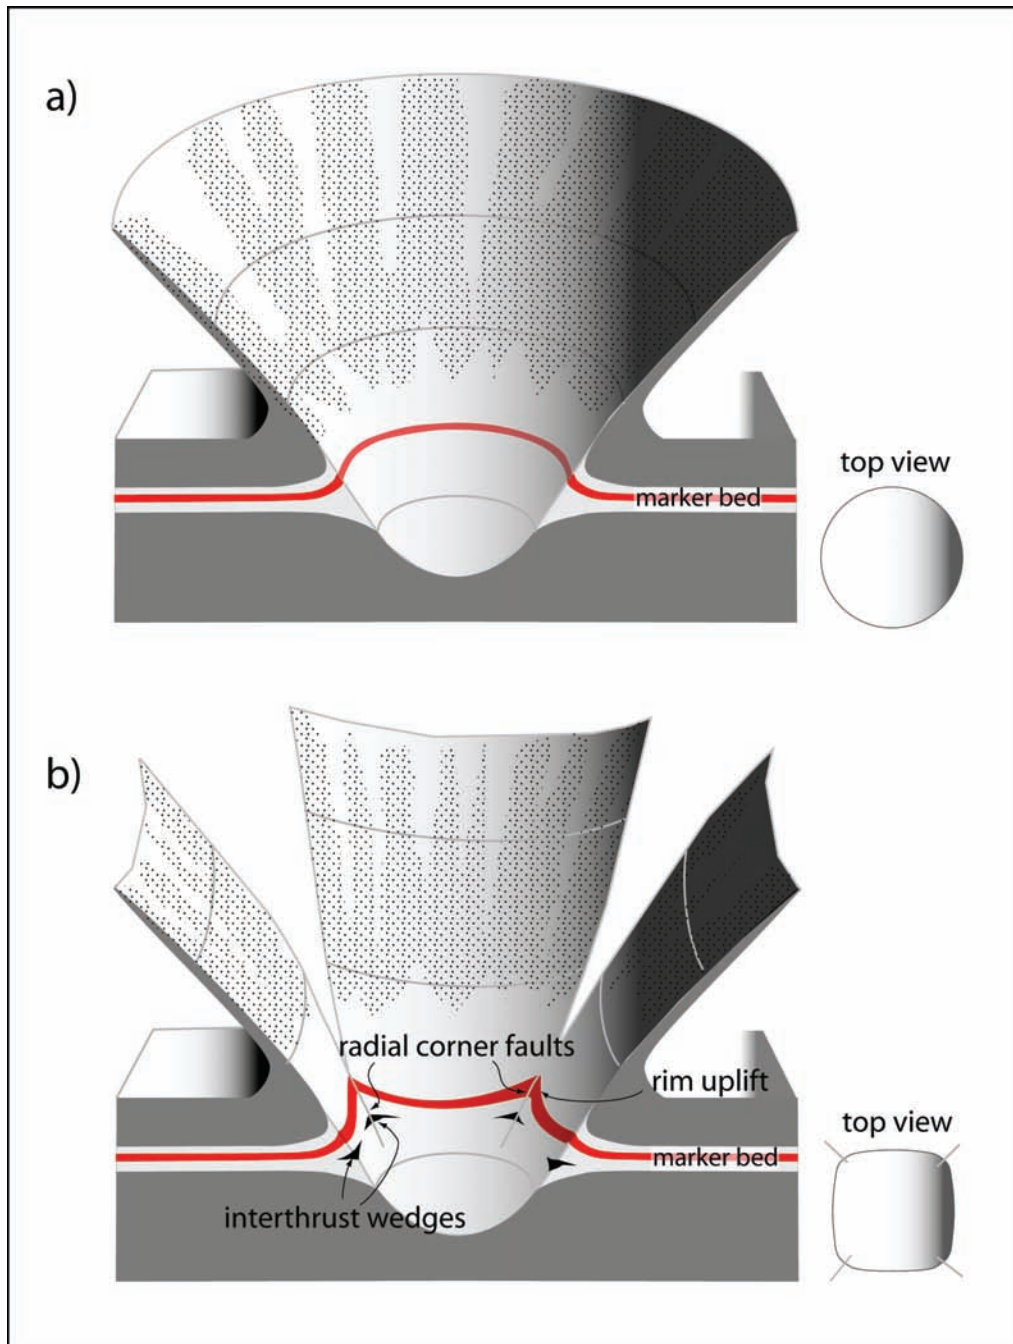 a)
top view
marker bed
b)
radial corner faults
rim uplift
top view
marker bed
interthrust wedges